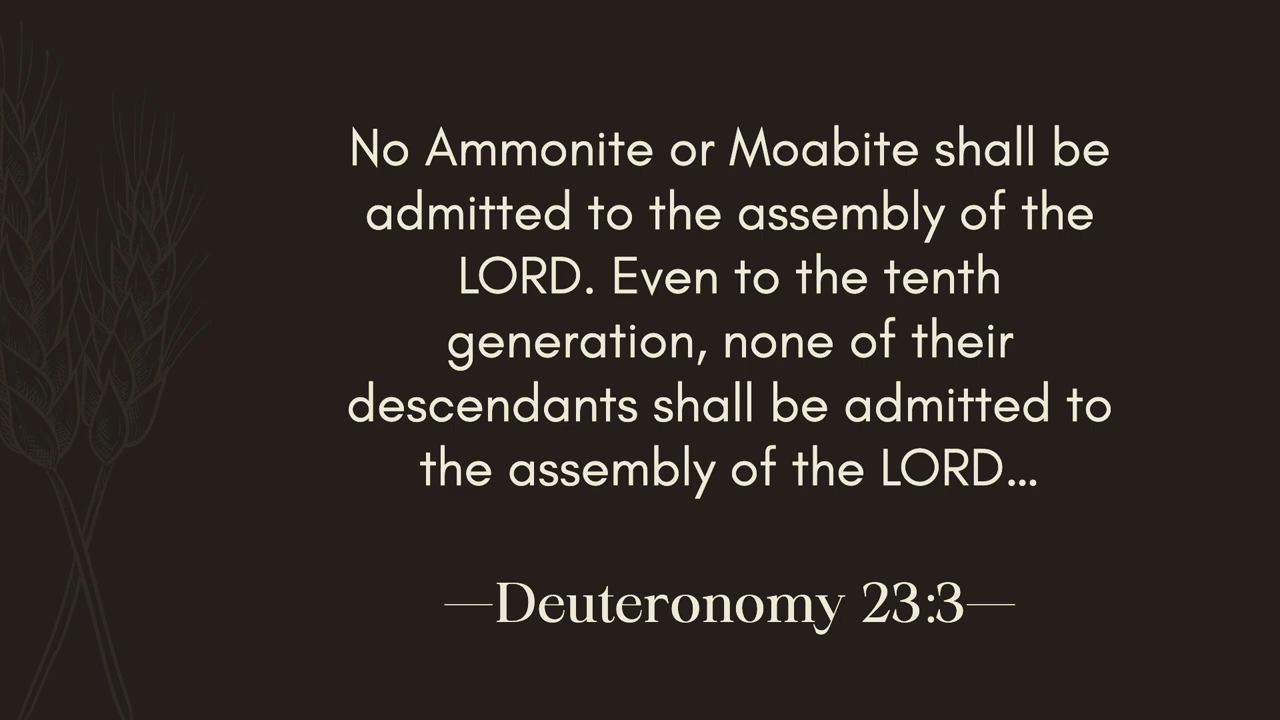 No Ammonite or Moabite shall be
admitted to the assembly of the
LORD. Even to the tenth
generation, none of their
descendants shall be admitted to
the assembly of the LORD...
—Deuteronomy 23:3—